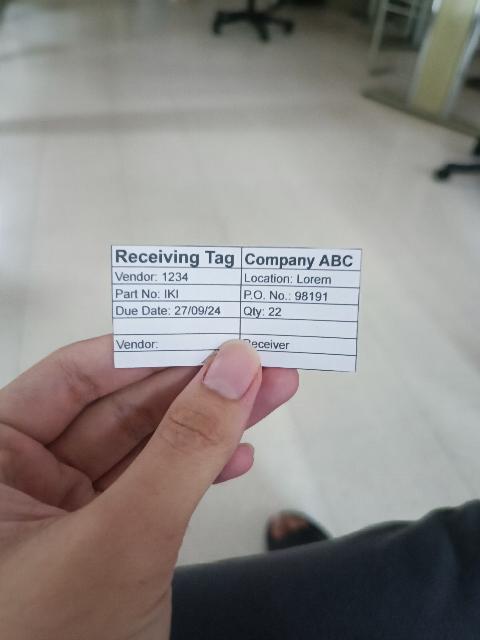 Receiving Tag Company ABC
Vendor: 1234 Location: Lorem
Part No: IKI P.O. No.: 98191
Due Date: 27/09/24 Qty: 22
Vendor: Receiver